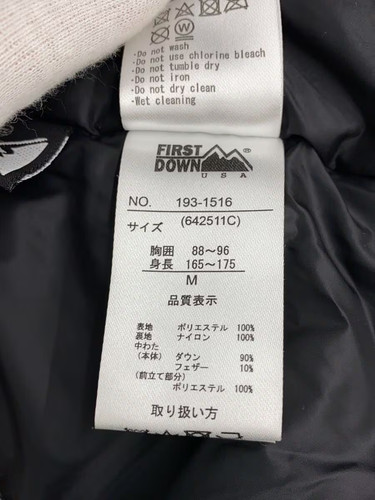 ·Do not wash
·Do not use chlorine bleach
·Do not tumble dry
·Do not iron
·Do not dry clean
·Wet cleaning
FIRST
DOWN®
USA
NO. 193-1516
サイズ (642511C)
胸囲 88～96
身長 165～175
M
品質表示
表地 ポリエステル 100%
裏地 ナイロン 100%
中わた
(本体) ダウン 90%
フェザー 10%
(前立て部分)
ポリエステル 100%
取り扱い方